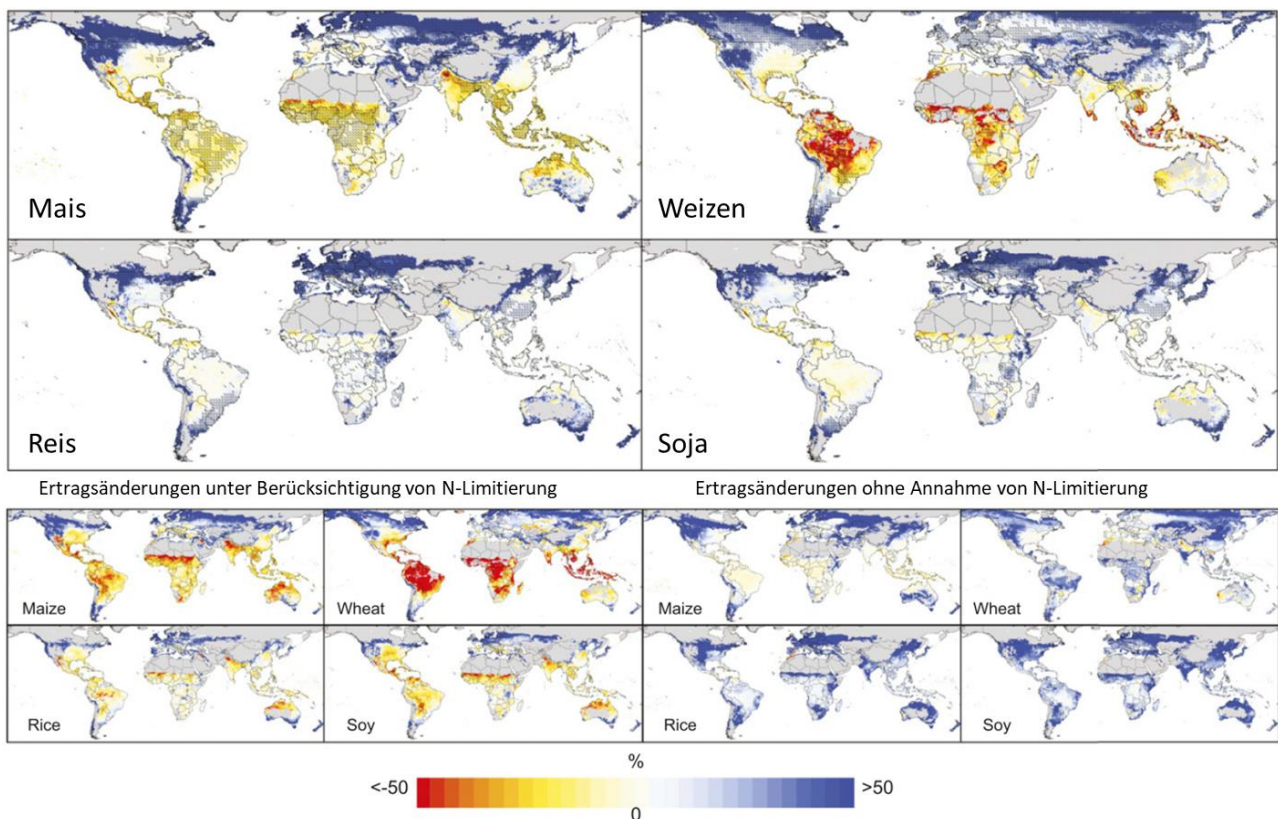 Mais
Weizen
Reis
Soja
Ertragsänderungen unter Berücksichtigung von N-Limitierung
Ertragsänderungen ohne Annahme von N-Limitierung
Maize
Wheat
Maize
Wheat
Rice
Soy
Rice
Soy
%
<-50
>50
0